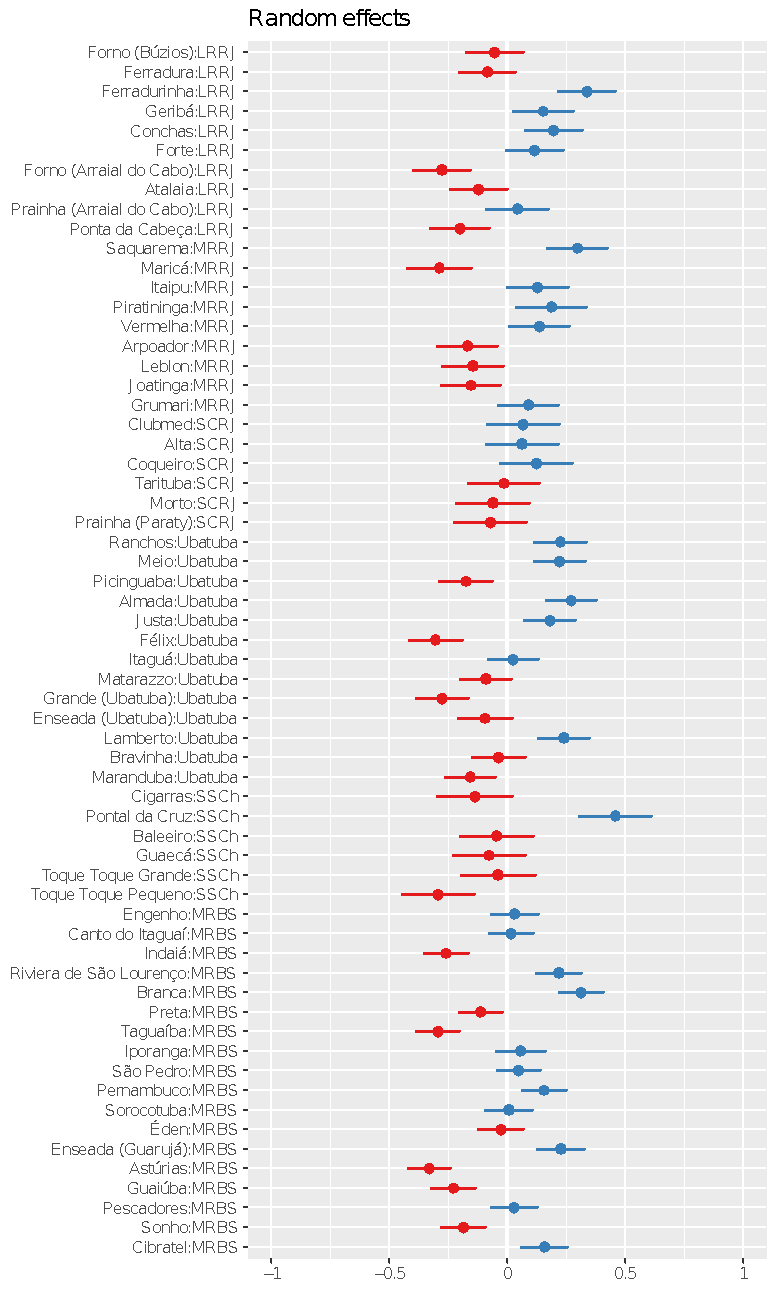 Random effects
Forno (Búzios):LRRJ
Ferradura:LRRJ
Ferradurinha:LRRJ
Geribá:LRRJ
Conchas:LRRJ
Forte:LRRJ
Forno (Arraial do Cabo):LRRJ
Atalaia:LRRJ
Prainha (Arraial do Cabo):LRRJ
Ponta da Cabeça:LRRJ
Saquarema:MRRJ
Maricá:MRRJ
Itaipu:MRRJ
Piratininga:MRRJ
Vermelha:MRRJ
Arpoador:MRRJ
Leblon:MRRJ
Joatinga:MRRJ
Grumari:MRRJ
Clubmed:SCRJ
Alta:SCRJ
Coqueiro:SCRJ
Tarituba:SCRJ
Morto:SCRJ
Prainha (Paraty):SCRJ
Ranchos:Ubatuba
Meio:Ubatuba
Picinguaba:Ubatuba
Almada:Ubatuba
Justa:Ubatuba
Félix:Ubatuba
Itaguá:Ubatuba
Matarazzo:Ubatuba
Grande (Ubatuba):Ubatuba
Enseada (Ubatuba):Ubatuba
Lamberto:Ubatuba
Bravinha:Ubatuba
Maranduba:Ubatuba
Cigarras:SSCh
Pontal da Cruz:SSCh
Baleeiro:SSCh
Guaecá:SSCh
Toque Toque Grande:SSCh
Toque Toque Pequeno:SSCh
Engenho:MRBS
Canto do Itaguaí:MRBS
Indaiá:MRBS
Riviera de São Lourenço:MRBS
Branca:MRBS
Preta:MRBS
Taguaíba:MRBS
Iporanga:MRBS
São Pedro:MRBS
Pernambuco:MRBS
Sorocotuba:MRBS
Éden:MRBS
Enseada (Guarujá):MRBS
Astúrias:MRBS
Guaiúba:MRBS
Pescadores:MRBS
Sonho:MRBS
Cibratel:MRBS
−1 −0.5 0 0.5 1